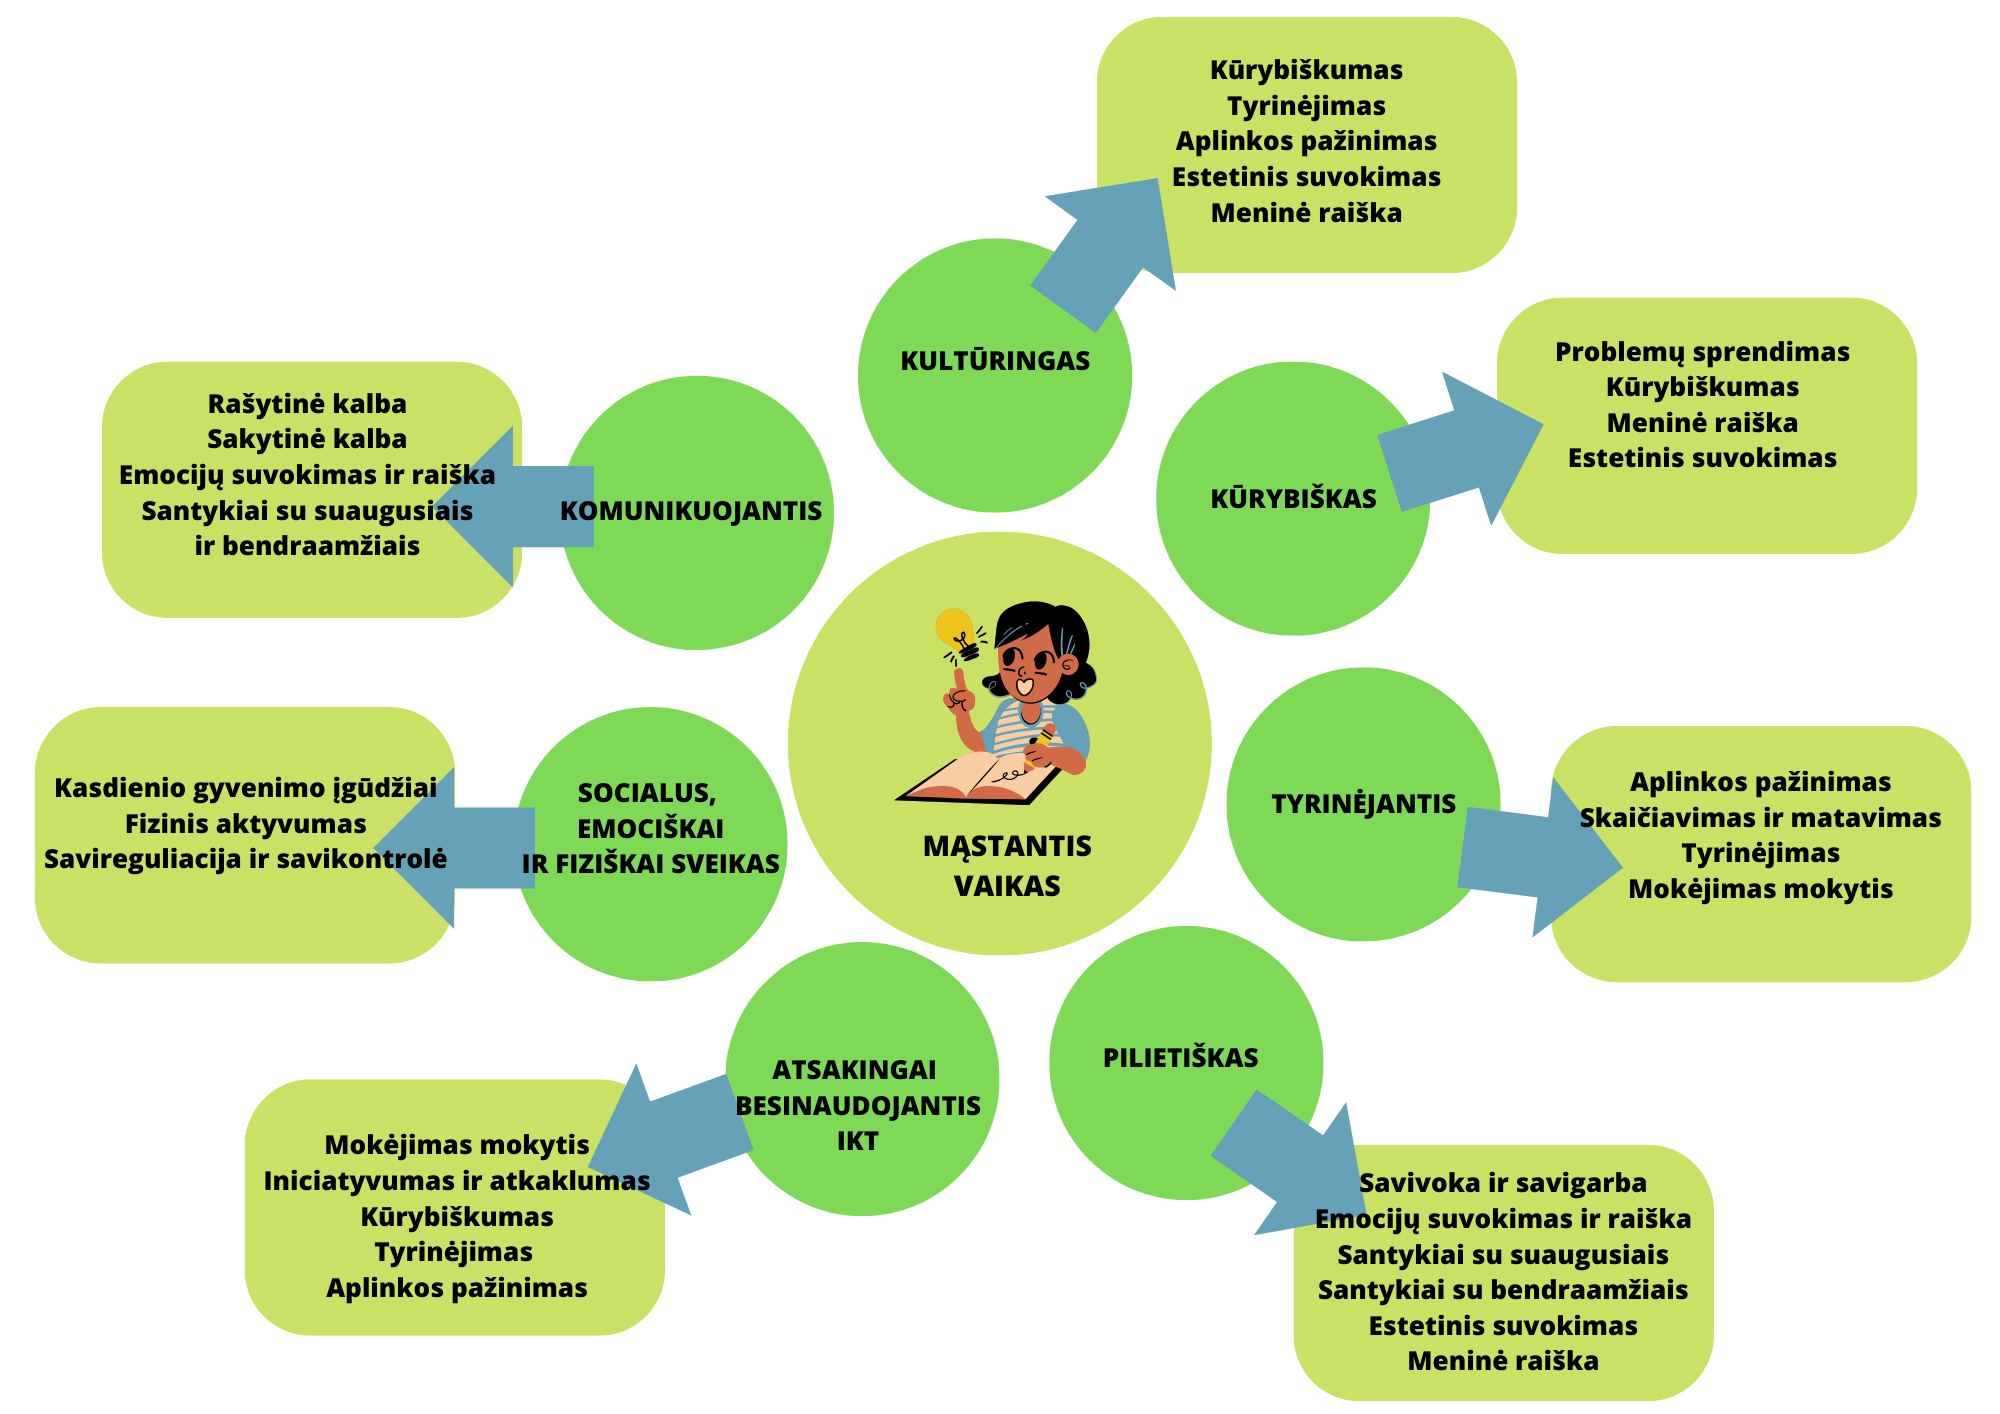 Kūrybiškumas
Tyrinėjimas
Aplinkos pažinimas
Estetinis suvokimas
Meninė raiška
KULTŪRINGAS
Problemų sprendimas
Kūrybiškumas
Meninė raiška
Estetinis suvokimas
KŪRYBIŠKAS
Rašytinė kalba
Sakytinė kalba
Emocijų suvokimas ir raiška
Santykiai su suaugusiais
ir bendraamžiais
KOMUNIKUOJANTIS
Kasdienio gyvenimo įgūdžiai
Fizinis aktyvumas
Savireguliacija ir savikontrolė
SOCIALUS,
EMOCIŠKAI
IR FIZIŠKAI SVEIKAS
MĄSTANTIS
VAIKAS
TYRINĖJANTIS
Aplinkos pažinimas
Skaičiavimas ir matavimas
Tyrinėjimas
Mokėjimas mokytis
ATSAKINGAI
BESINAUDOJANTIS
IKT
Mokėjimas mokytis
Iniciatyvumas ir atkaklumas
Kūrybiškumas
Tyrinėjimas
Aplinkos pažinimas
PILIETIŠKAS
Savivoka ir savigarba
Emocijų suvokimas ir raiška
Santykiai su suaugusiais
Santykiai su bendraamžiais
Estetinis suvokimas
Meninė raiška